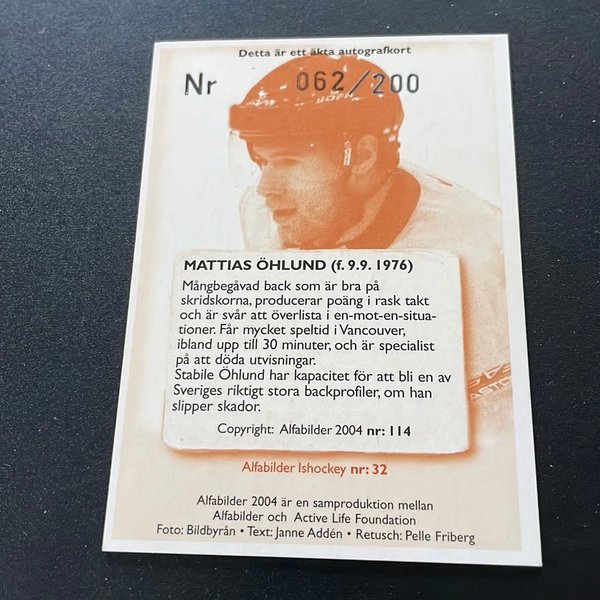 Detta är ett äkta autografkort
Nr 062/200
MATTIAS ÖHLUND (f. 9.9. 1976)
Mångbegåvad back som är bra på
skridskorna, producerar poäng i rask takt
och är svår att överlista i en-mot-en-situa-
tioner. Får mycket speltid i Vancouver,
ibland upp till 30 minuter, och är specialist
på att döda utvisningar.
Stabile Öhlund har kapacitet för att bli en av
Sveriges riktigt stora backprofiler, om han
slipper skador.
Copyright: Alfabilder 2004 nr: 114
Alfabilder Ishockey nr: 32
Alfabilder 2004 är en samproduktion mellan
Alfabilder och Active Life Foundation
Foto: Bildbyrån • Text: Janne Addén • Retusch: Pelle Friberg